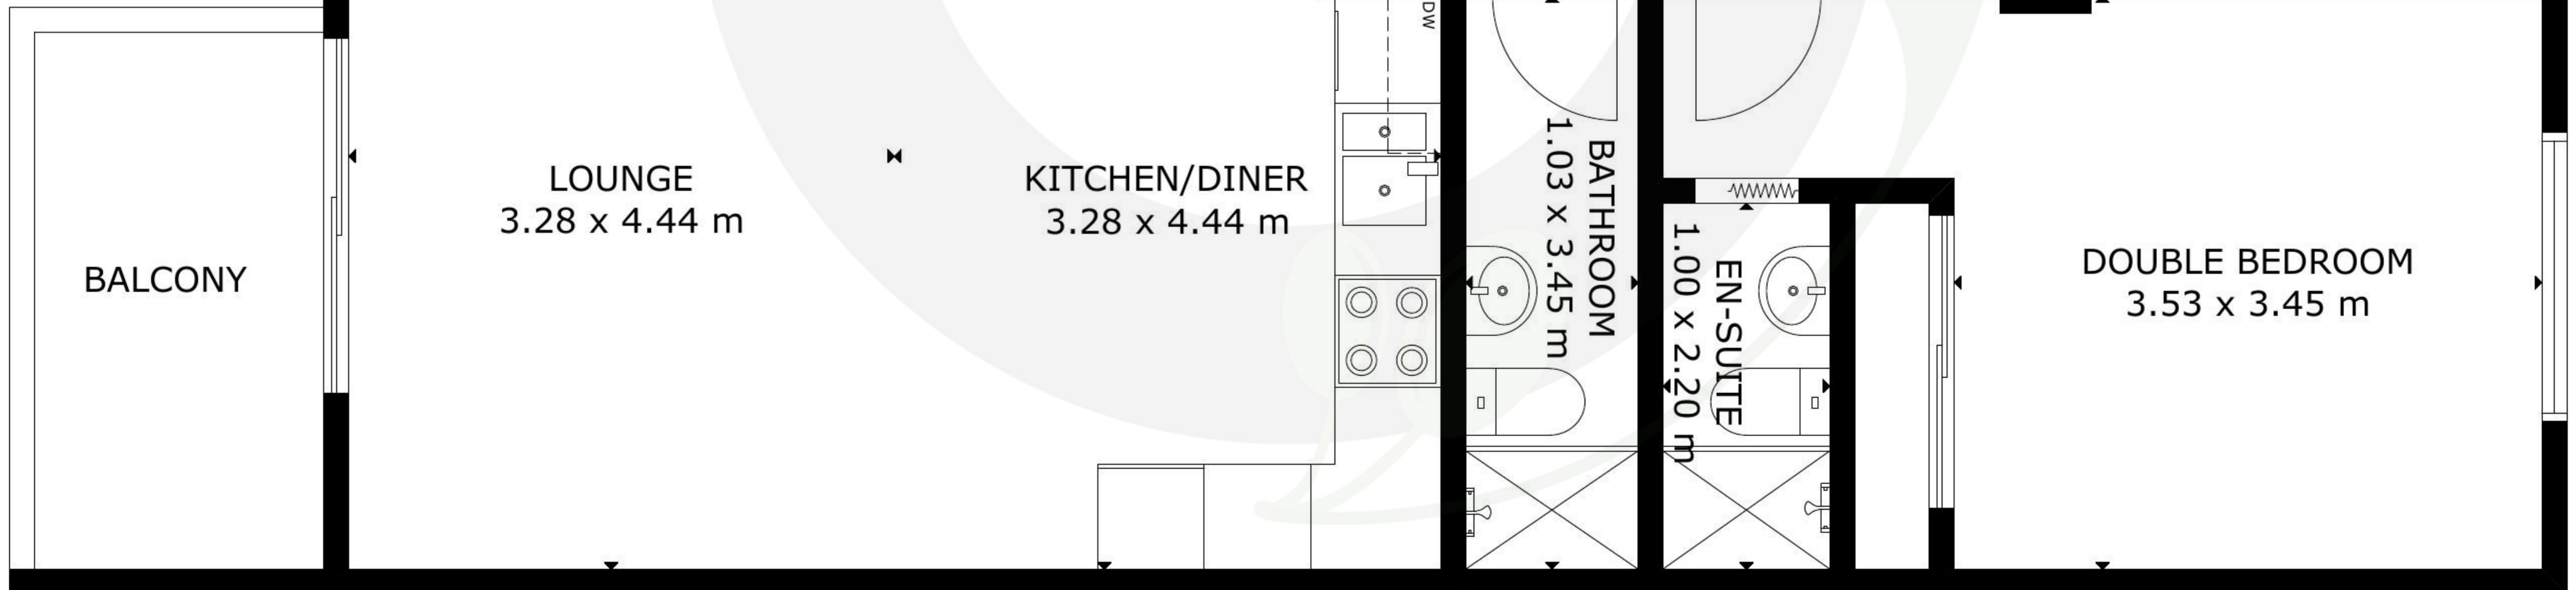 DW
LOUNGE
3.28 x 4.44 m
KITCHEN/DINER
3.28 x 4.44 m
BALCONY
BATHROOM
1.03 x 3.45 m
EN-SUITE
1.00 x 2.20 m
DOUBLE BEDROOM
3.53 x 3.45 m